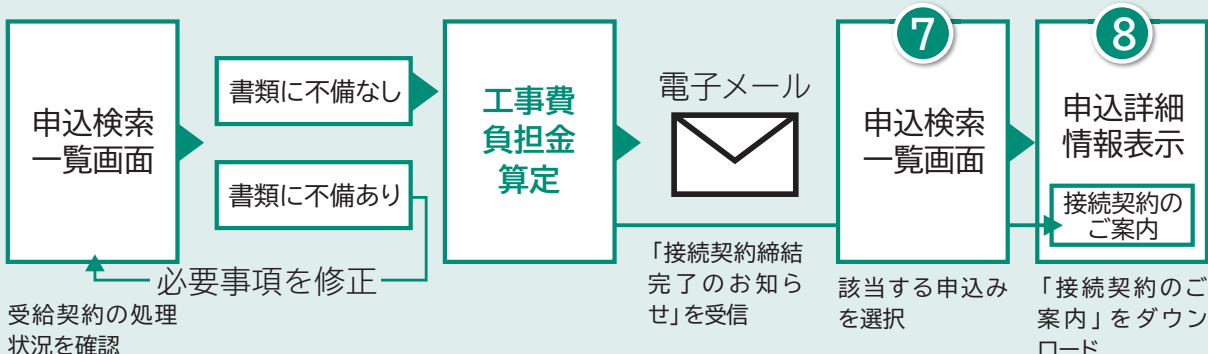 申込検索
一覧画面
受給契約の処理
状況を確認
書類に不備なし
書類に不備あり
必要事項を修正
工事費
負担金
算定
電子メール
「接続契約締結
完了のお知ら
せ」を受信
7
申込検索
一覧画面
該当する申込み
を選択
8
申込詳細
情報表示
接続契約の
ご案内
「接続契約のご
案内」をダウン
ロード